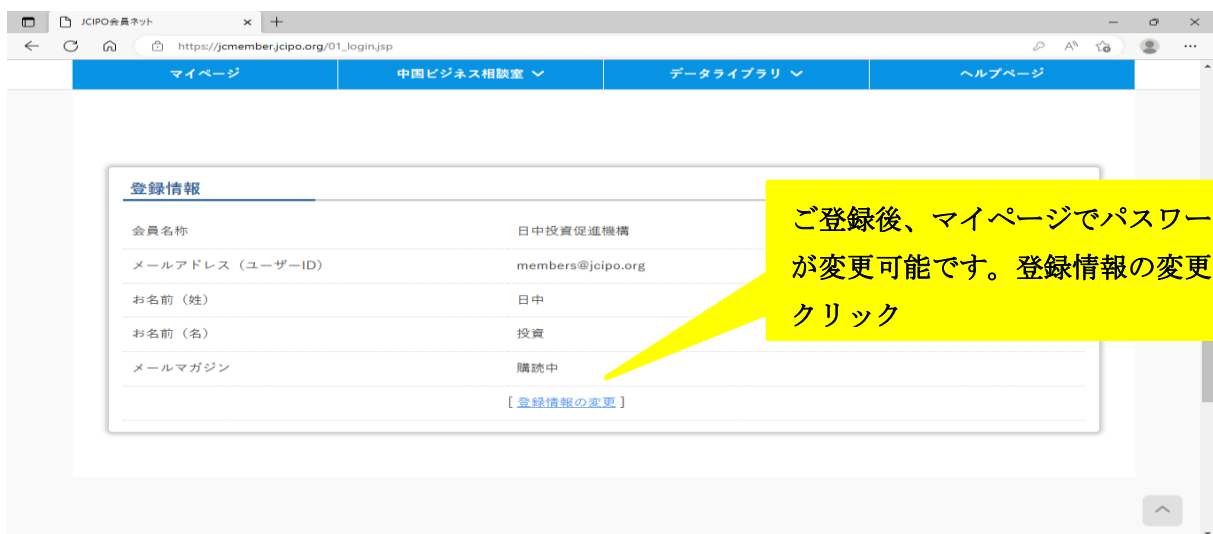 JCIPO会員ネット
https://jcmember.jcipo.org/01_login.jsp
マイページ 中国ビジネス相談室 データライブラリ ヘルプページ
登録情報
会員名称 日中投資促進機構
メールアドレス（ユーザーID） members@jcipo.org
お名前（姓） 日中
お名前（名） 投資
メールマガジン 購読中
[ 登録情報の変更 ]
ご登録後、マイページでパスワー
が変更可能です。登録情報の変更
クリック